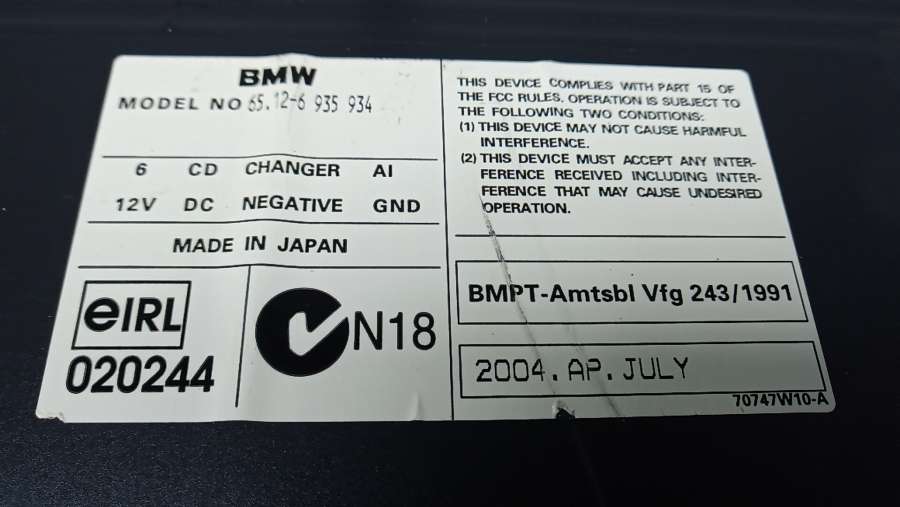 BMW
MODEL NO 65.12-6 935 934
6 CD CHANGER AI
12V DC NEGATIVE GND
MADE IN JAPAN
eIRL
020244
N18
THIS DEVICE COMPLIES WITH PART 15 OF
THE FCC RULES. OPERATION IS SUBJECT TO
THE FOLLOWING TWO CONDITIONS:
(1) THIS DEVICE MAY NOT CAUSE HARMFUL
INTERFERENCE.
(2) THIS DEVICE MUST ACCEPT ANY INTER-
FERENCE RECEIVED INCLUDING INTER-
FERENCE THAT MAY CAUSE UNDESIRED
OPERATION.
BMPT-Amtsbl Vfg 243/1991
2004.AP.JULY
70747W10-A